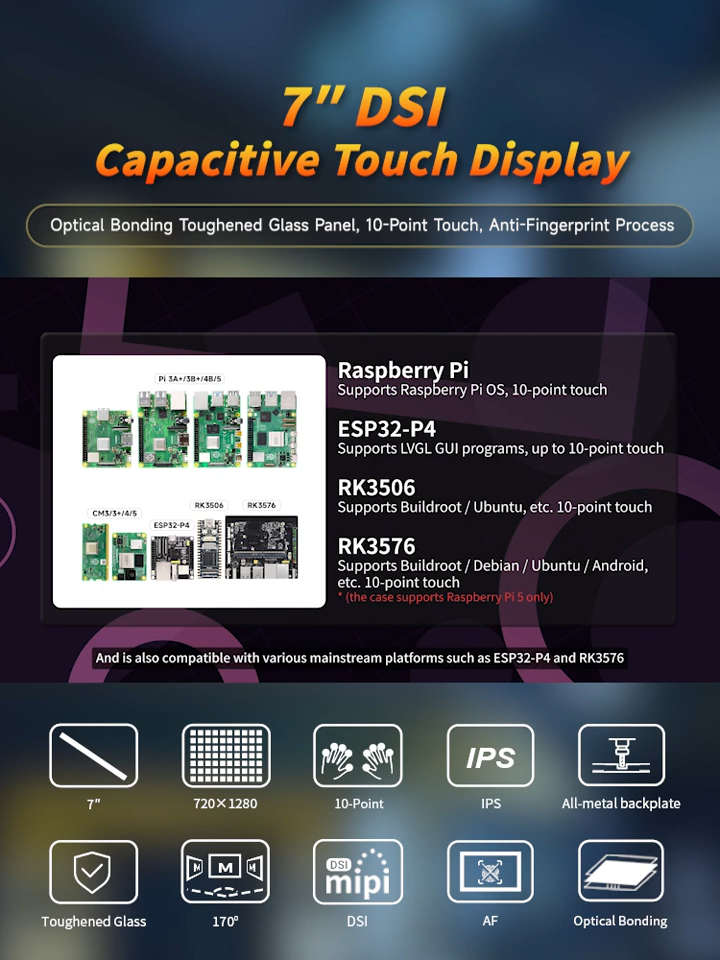 7" DSI
Capacitive Touch Display
Optical Bonding Toughened Glass Panel, 10-Point Touch, Anti-Fingerprint Process
Pi 3A+/3B+/4B/5
CM3/3+/4/5
ESP32-P4
RK3506
RK3576
Raspberry Pi
Supports Raspberry Pi OS, 10-point touch
ESP32-P4
Supports LVGL GUI programs, up to 10-point touch
RK3506
Supports Buildroot / Ubuntu, etc. 10-point touch
RK3576
Supports Buildroot / Debian / Ubuntu / Android,
etc. 10-point touch
* (the case supports Raspberry Pi 5 only)
And is also compatible with various mainstream platforms such as ESP32-P4 and RK3576
IPS
7"
720×1280
10-Point
IPS
All-metal backplate
M
M
M
DSI
mipi
Toughened Glass
170°
DSI
AF
Optical Bonding